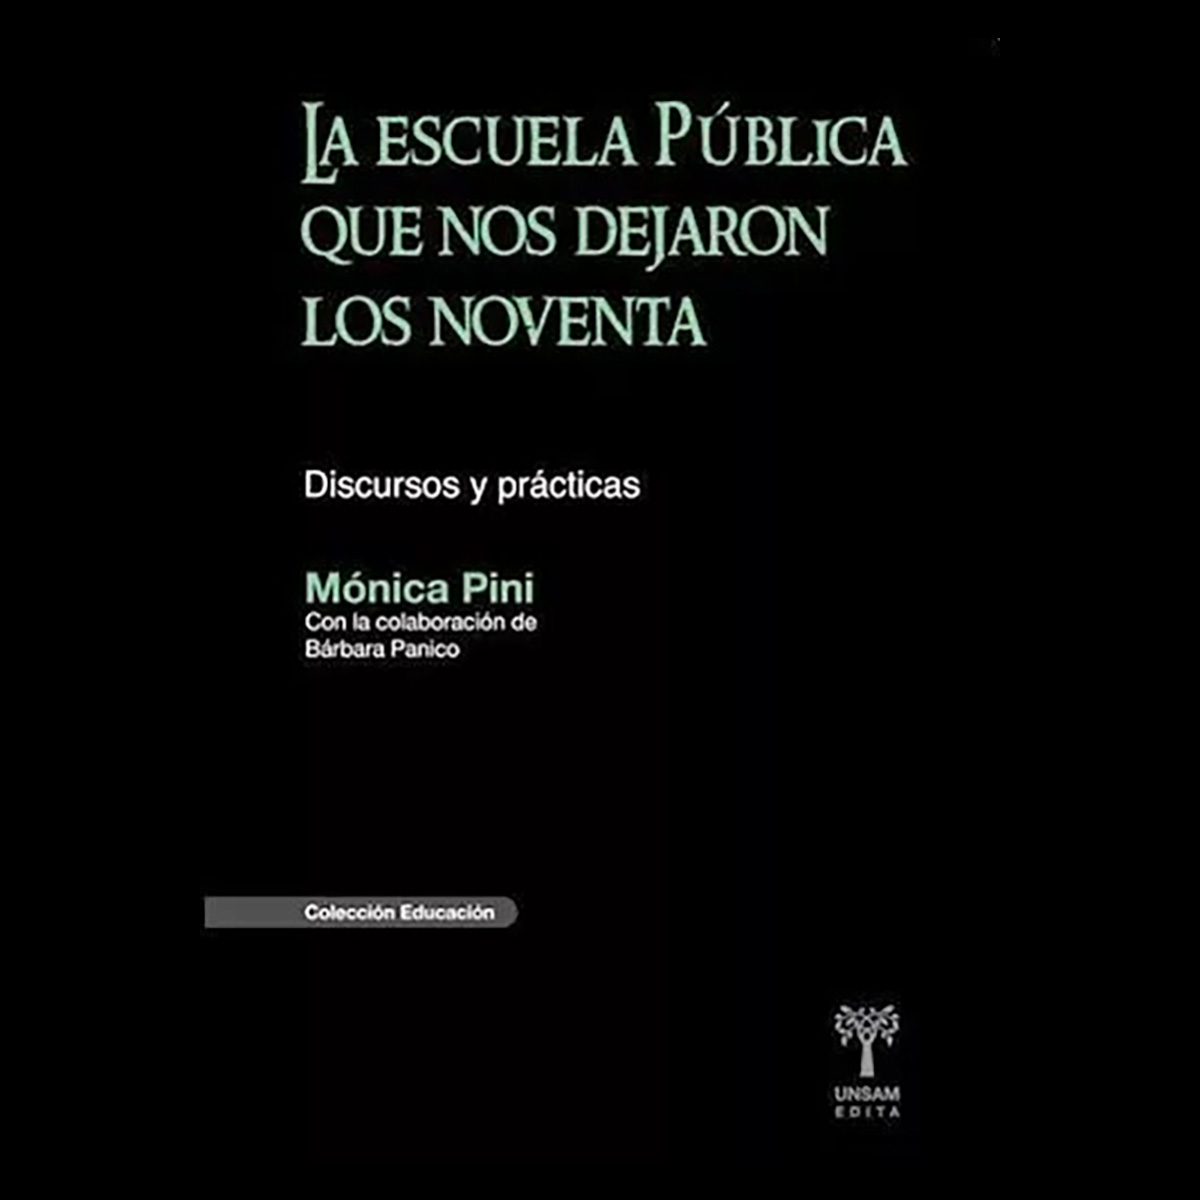 LA ESCUELA PÚBLICA
QUE NOS DEJARON
LOS NOVENTA
Discursos y prácticas
Mónica Pini
Con la colaboración de
Bárbara Panico
Colección Educación
UNSAM
EDITA